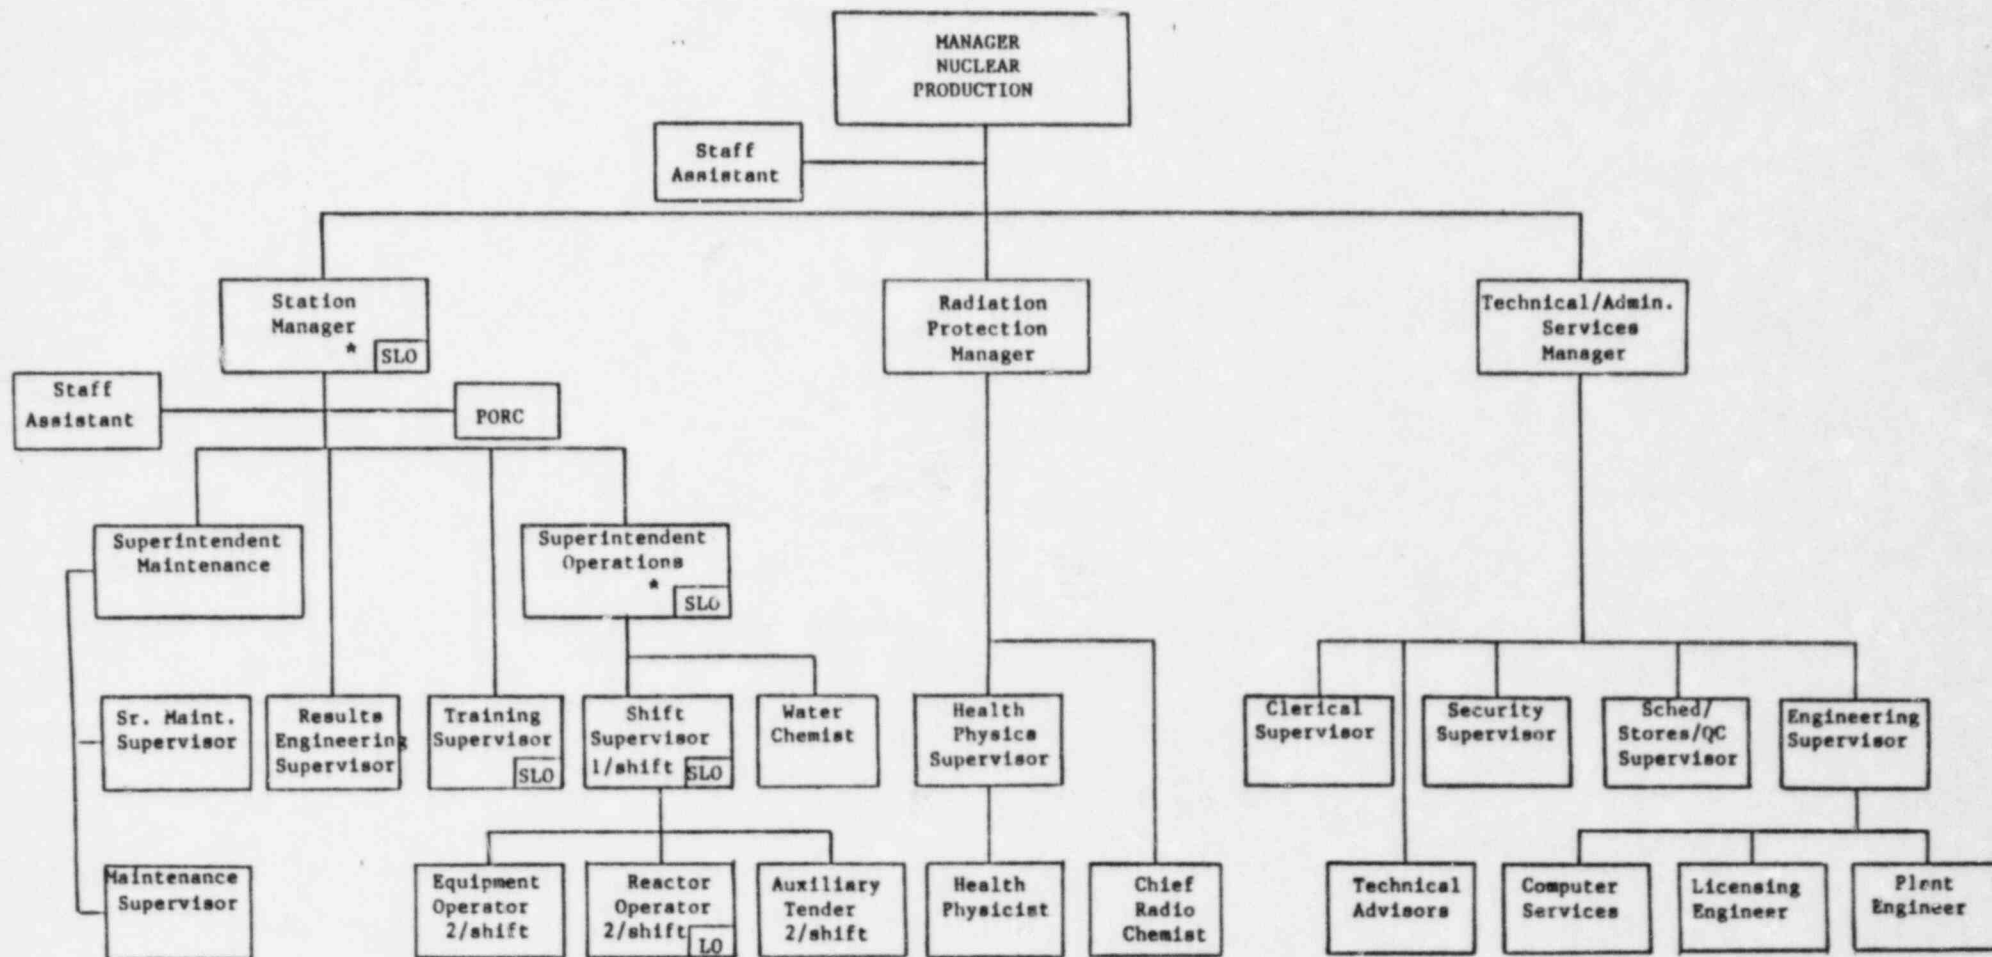 MANAGER
NUCLEAR
PRODUCTION
Staff
Assistant
Station
Manager
*
SLO
Radiation
Protection
Manager
Technical/Admin.
Services
Manager
Staff
Assistant
PORC
Superintendent
Maintenance
Superintendent
Operations
*
SLO
Sr. Maint.
Supervisor
Results
Engineering
Supervisor
Training
Supervisor
SLO
Shift
Supervisor
1/shift
SLO
Water
Chemist
Health
Physics
Supervisor
Clerical
Supervisor
Security
Supervisor
Sched/
Stores/QC
Supervisor
Engineering
Supervisor
Maintenance
Supervisor
Equipment
Operator
2/shift
Reactor
Operator
2/shift
LO
Auxiliary
Tender
2/shift
Health
Physicist
Chief
Radio
Chemist
Technical
Advisors
Computer
Services
Licensing
Engineer
Plant
Engineer